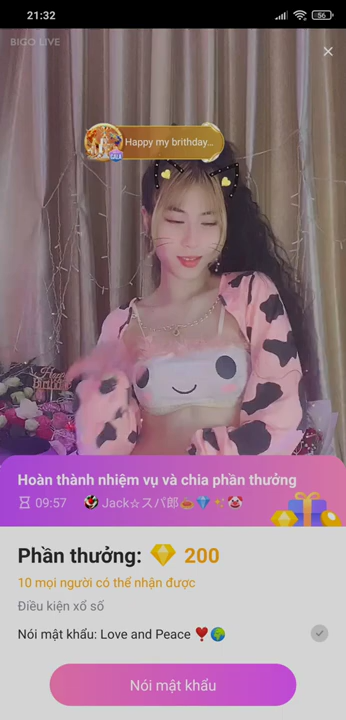 21:32
56
BIGO LIVE
Happy my brithday...
Hoàn thành nhiệm vụ và chia phần thưởng
09:57 Jack☆スパ郎
Phần thưởng: 200
10 mọi người có thể nhận được
Điều kiện xổ số
Nói mật khẩu: Love and Peace ❣️🌍
Nói mật khẩu